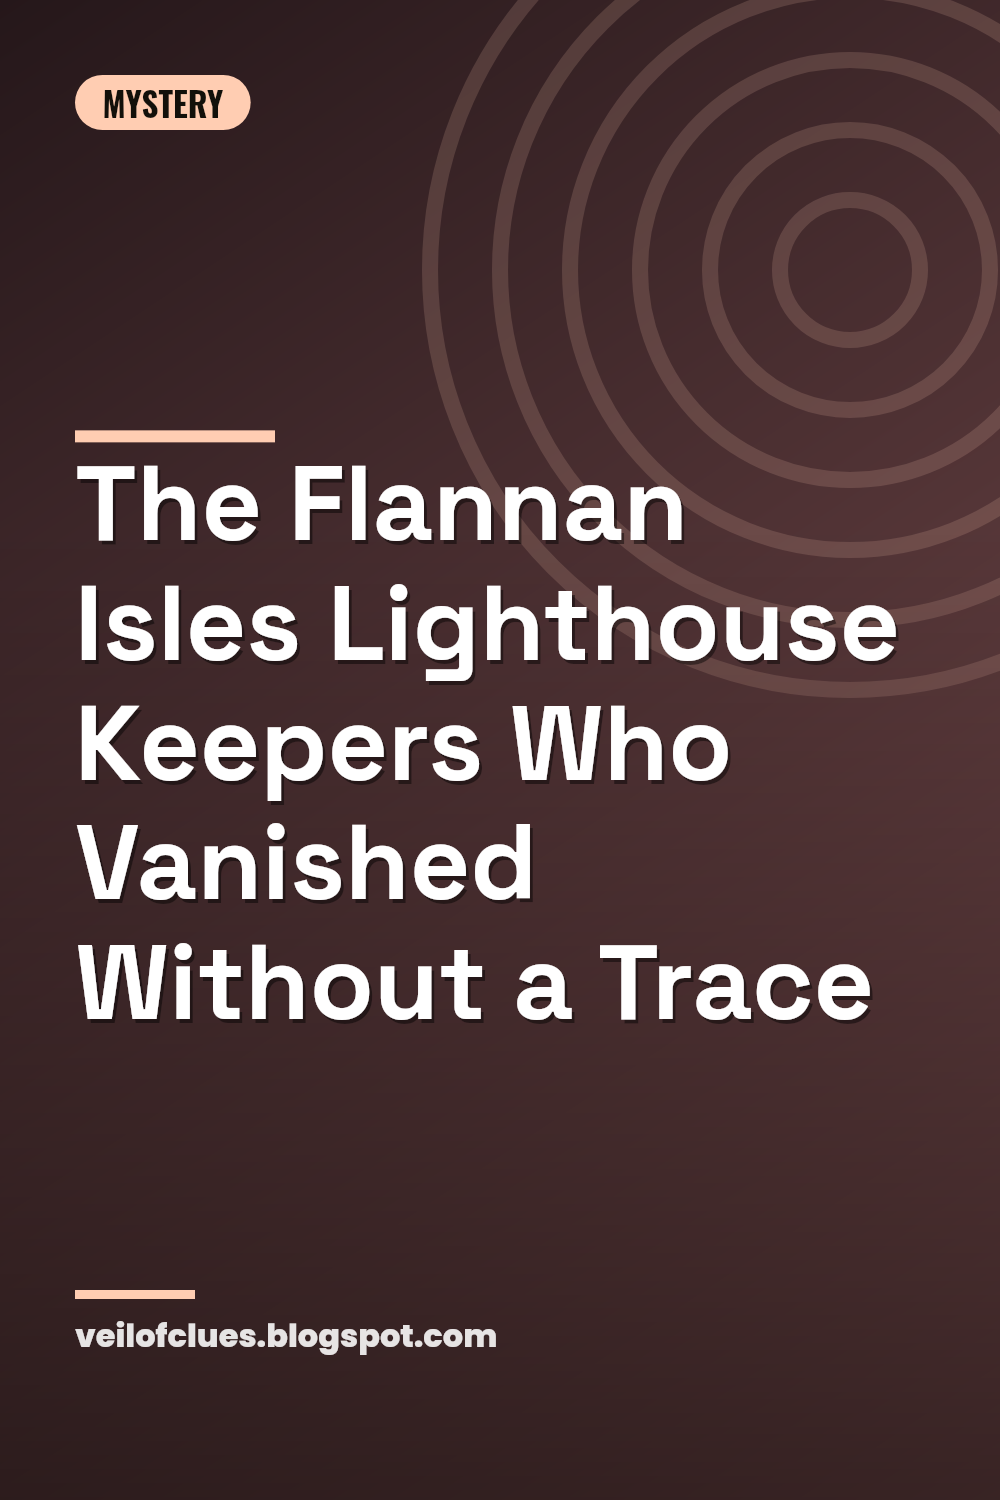 MYSTERY
The Flannan
Isles Lighthouse
Keepers Who
Vanished
Without a Trace
veilofclues.blogspot.com